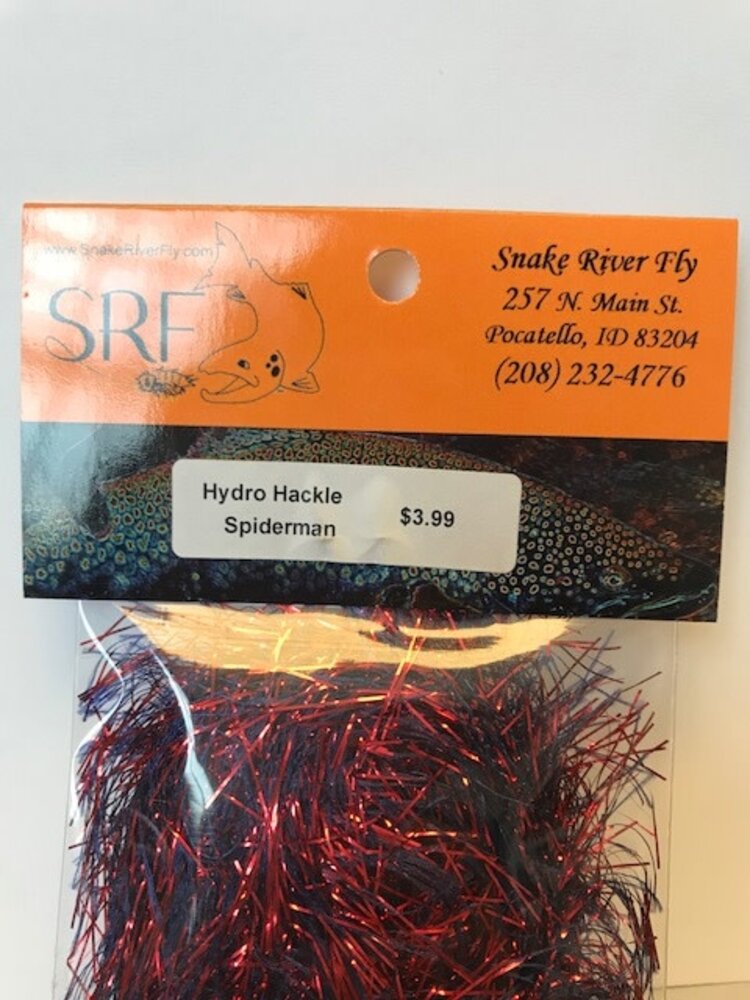 www.SnakeRiverFly.com
SRF
Snake River Fly
257 N. Main St.
Pocatello, ID 83204
(208) 232-4776
Hydro Hackle
Spiderman
$3.99